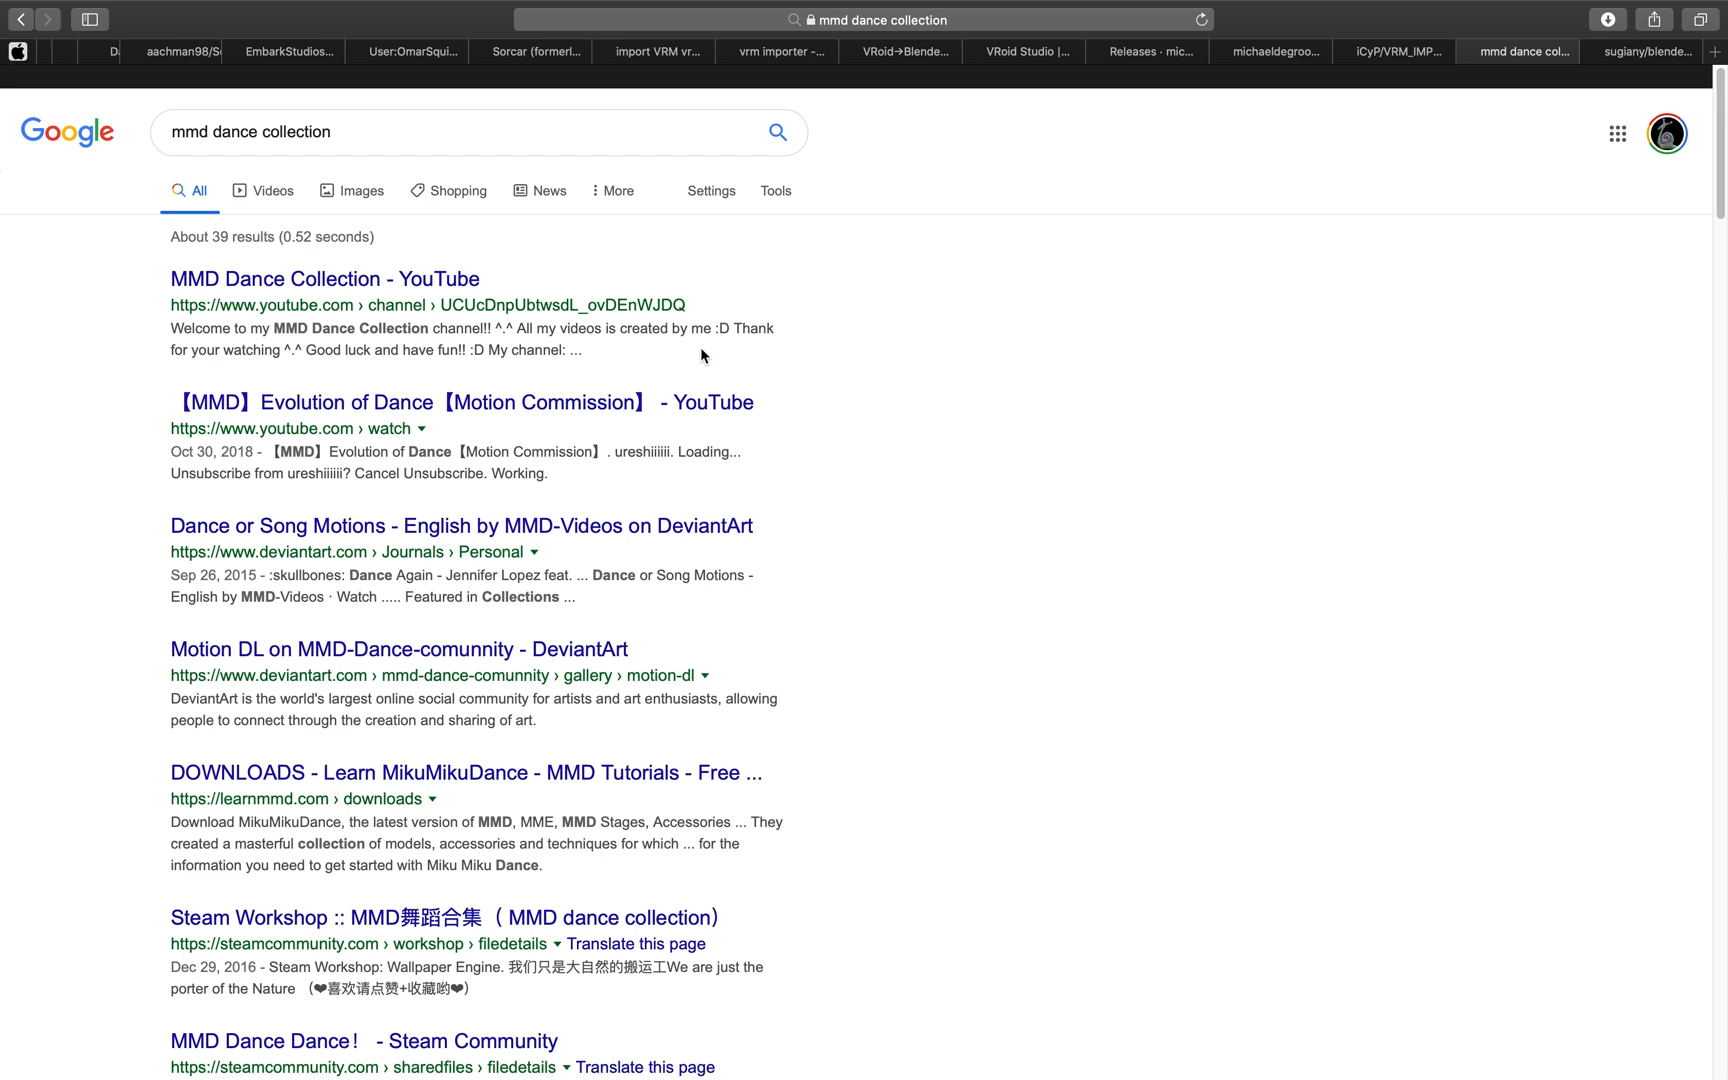 mmd dance collection
D
aachman98/S
EmbarkStudios...
User:OmarSqui...
Sorcar (formerl...
import VRM vr...
vrm importer -...
VRoid→Blende...
VRoid Studio |...
Releases · mic...
michaeldegroo...
iCyP/VRM_IMP...
mmd dance col...
sugiany/blende...
Google
mmd dance collection
All
Videos
Images
Shopping
News
More
Settings
Tools
About 39 results (0.52 seconds)
MMD Dance Collection - YouTube
https://www.youtube.com › channel › UCUcDnpUbtwsdL_ovDEnWJDQ
Welcome to my MMD Dance Collection channel!! ^.^ All my videos is created by me :D Thank
for your watching ^.^ Good luck and have fun!! :D My channel: ...
【MMD】Evolution of Dance【Motion Commission】 - YouTube
https://www.youtube.com › watch
Oct 30, 2018 - 【MMD】Evolution of Dance【Motion Commission】. ureshiiiiii. Loading...
Unsubscribe from ureshiiiiii? Cancel Unsubscribe. Working.
Dance or Song Motions - English by MMD-Videos on DeviantArt
https://www.deviantart.com › Journals › Personal
Sep 26, 2015 - :skullbones: Dance Again - Jennifer Lopez feat. ... Dance or Song Motions -
English by MMD-Videos · Watch ..... Featured in Collections ...
Motion DL on MMD-Dance-comunnity - DeviantArt
https://www.deviantart.com › mmd-dance-comunnity › gallery › motion-dl
DeviantArt is the world's largest online social community for artists and art enthusiasts, allowing
people to connect through the creation and sharing of art.
DOWNLOADS - Learn MikuMikuDance - MMD Tutorials - Free ...
https://learnmmd.com › downloads
Download MikuMikuDance, the latest version of MMD, MME, MMD Stages, Accessories ... They
created a masterful collection of models, accessories and techniques for which ... for the
information you need to get started with Miku Miku Dance.
Steam Workshop :: MMD舞蹈合集（ MMD dance collection）
https://steamcommunity.com › workshop › filedetails Translate this page
Dec 29, 2016 - Steam Workshop: Wallpaper Engine. 我们只是大自然的搬运工We are just the
porter of the Nature （❤喜欢请点赞+收藏哟❤）
MMD Dance Dance！ - Steam Community
https://steamcommunity.com › sharedfiles › filedetails Translate this page